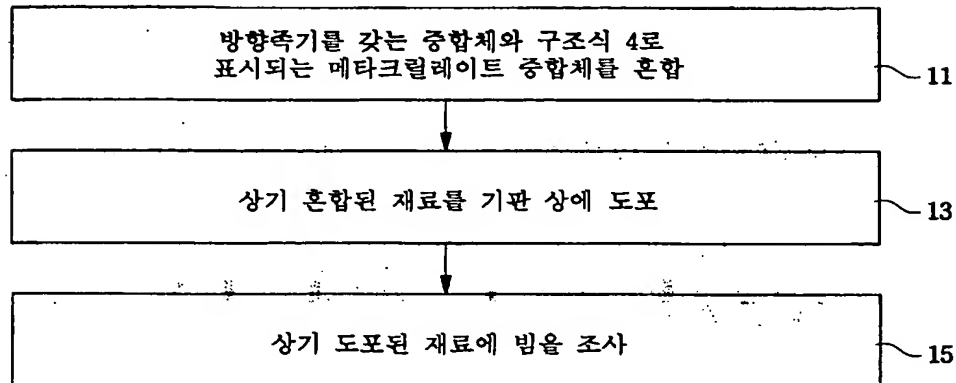 방향족기를 갖는 중합체와 구조식 4로
표시되는 메타크릴레이트 중합체를 혼합
11
상기 혼합된 재료를 기판 상에 도포
13
상기 도포된 재료에 빔을 조사
15